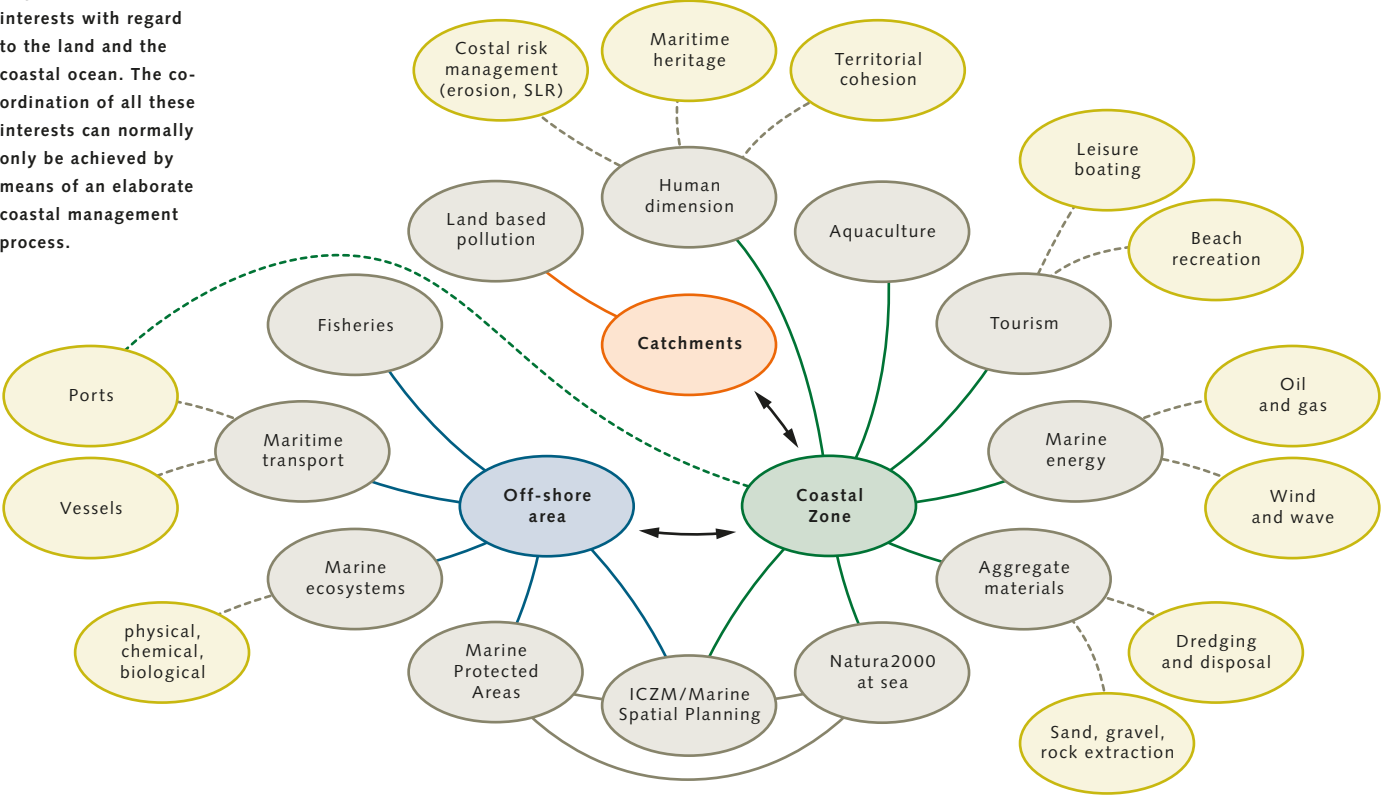 interests with regard
to the land and the
coastal ocean. The co-
ordination of all these
interests can normally
only be achieved by
means of an elaborate
coastal management
process.
Costal risk
management
(erosion, SLR)
Maritime
heritage
Territorial
cohesion
Leisure
boating
Beach
recreation
Human
dimension
Land based
pollution
Aquaculture
Fisheries
Catchments
Tourism
Ports
Oil
and gas
Maritime
transport
Marine
energy
Vessels
Off-shore
area
Coastal
Zone
Wind
and wave
Marine
ecosystems
Aggregate
materials
physical,
chemical,
biological
Marine
Protected
Areas
ICZM/Marine
Spatial Planning
Natura2000
at sea
Dredging
and disposal
Sand, gravel,
rock extraction